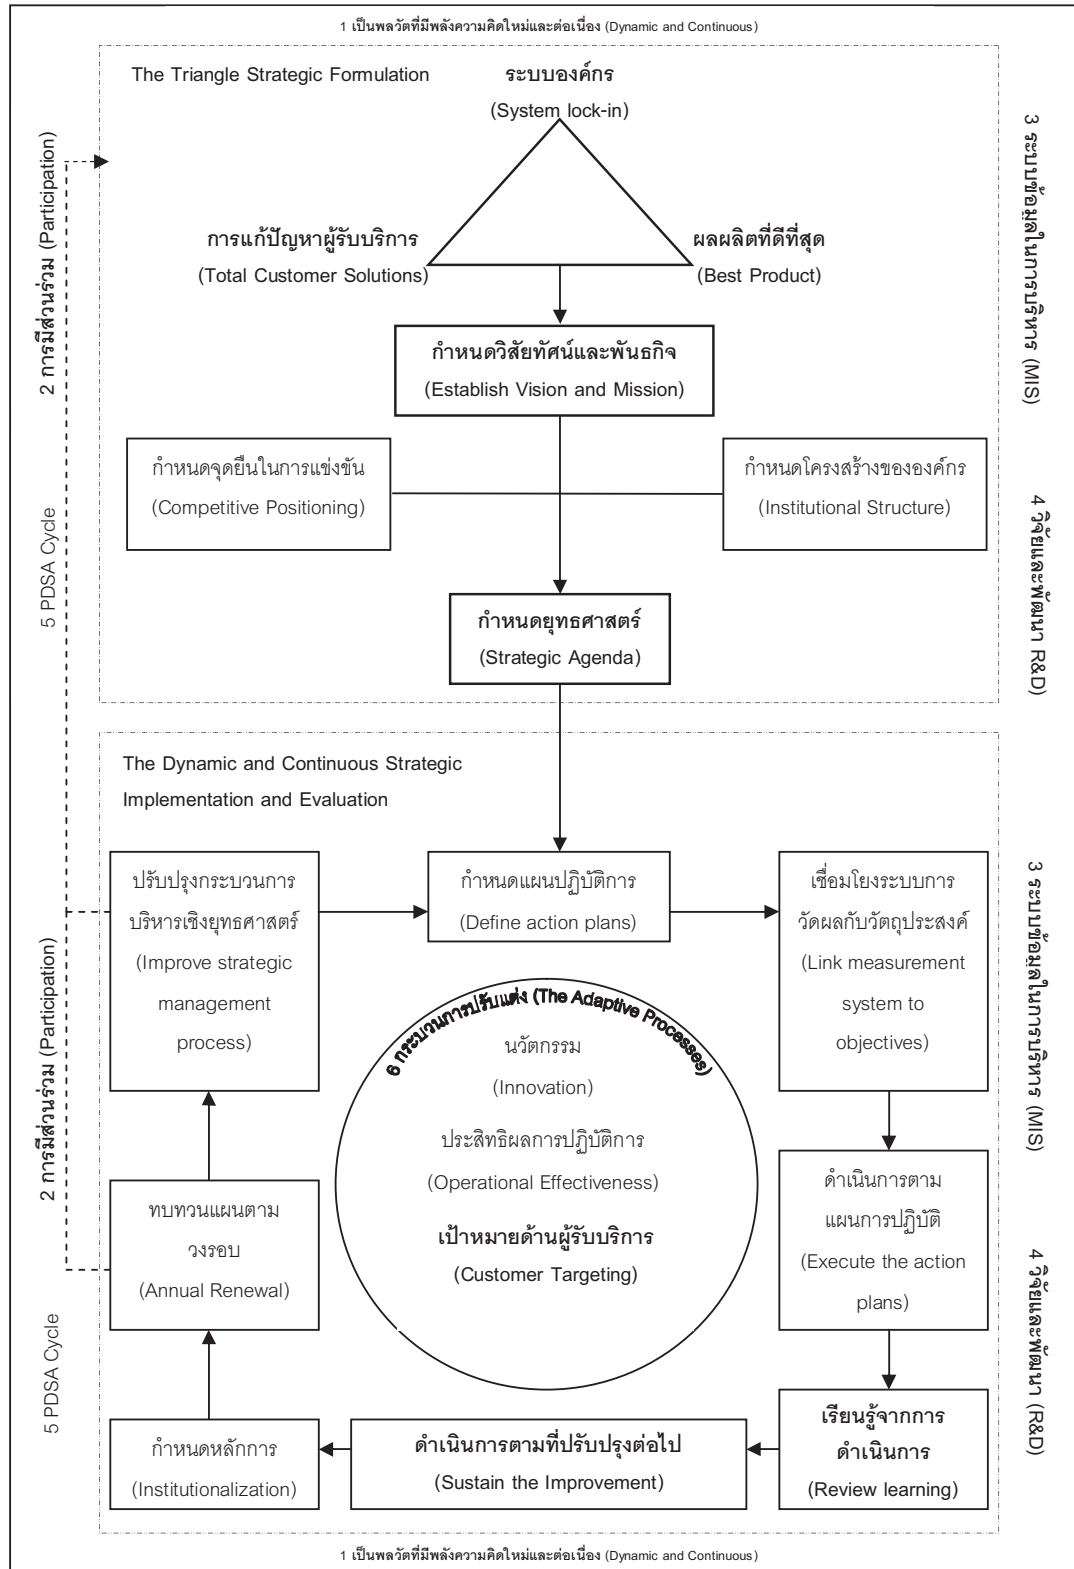 1 เป็นพลวัตที่มีพลังความคิดใหม่และต่อเนื่อง (Dynamic and Continuous)
The Triangle Strategic Formulation
ระบบองค์กร
(System lock-in)
การแก้ปัญหาผู้รับบริการ
(Total Customer Solutions)
ผลผลิตที่ดีที่สุด
(Best Product)
กำหนดวิสัยทัศน์และพันธกิจ
(Establish Vision and Mission)
กำหนดจุดยืนในการแข่งขัน
(Competitive Positioning)
กำหนดโครงสร้างขององค์กร
(Institutional Structure)
กำหนดยุทธศาสตร์
(Strategic Agenda)
2 การมีส่วนร่วม (Participation)
5 PDSA Cycle
3 ระบบข้อมูลในการบริหาร (MIS)
4 วิจัยและพัฒนา R&D)
The Dynamic and Continuous Strategic
Implementation and Evaluation
ปรับปรุงกระบวนการ
บริหารเชิงยุทธศาสตร์
(Improve strategic
management
process)
กำหนดแผนปฏิบัติการ
(Define action plans)
เชื่อมโยงระบบการ
วัดผลกับวัตถุประสงค์
(Link measurement
system to
objectives)
6 กระบวนการปรับแต่ง (The Adaptive Processes)
นวัตกรรม
(Innovation)
ประสิทธิผลการปฏิบัติการ
(Operational Effectiveness)
เป้าหมายด้านผู้รับบริการ
(Customer Targeting)
ทบทวนแผนตาม
วงรอบ
(Annual Renewal)
ดำเนินการตาม
แผนการปฏิบัติ
(Execute the action
plans)
กำหนดหลักการ
(Institutionalization)
ดำเนินการตามที่ปรับปรุงต่อไป
(Sustain the Improvement)
เรียนรู้จากการ
ดำเนินการ
(Review learning)
2 การมีส่วนร่วม (Participation)
5 PDSA Cycle
3 ระบบข้อมูลในการบริหาร (MIS)
4 วิจัยและพัฒนา (R&D)
1 เป็นพลวัตที่มีพลังความคิดใหม่และต่อเนื่อง (Dynamic and Continuous)